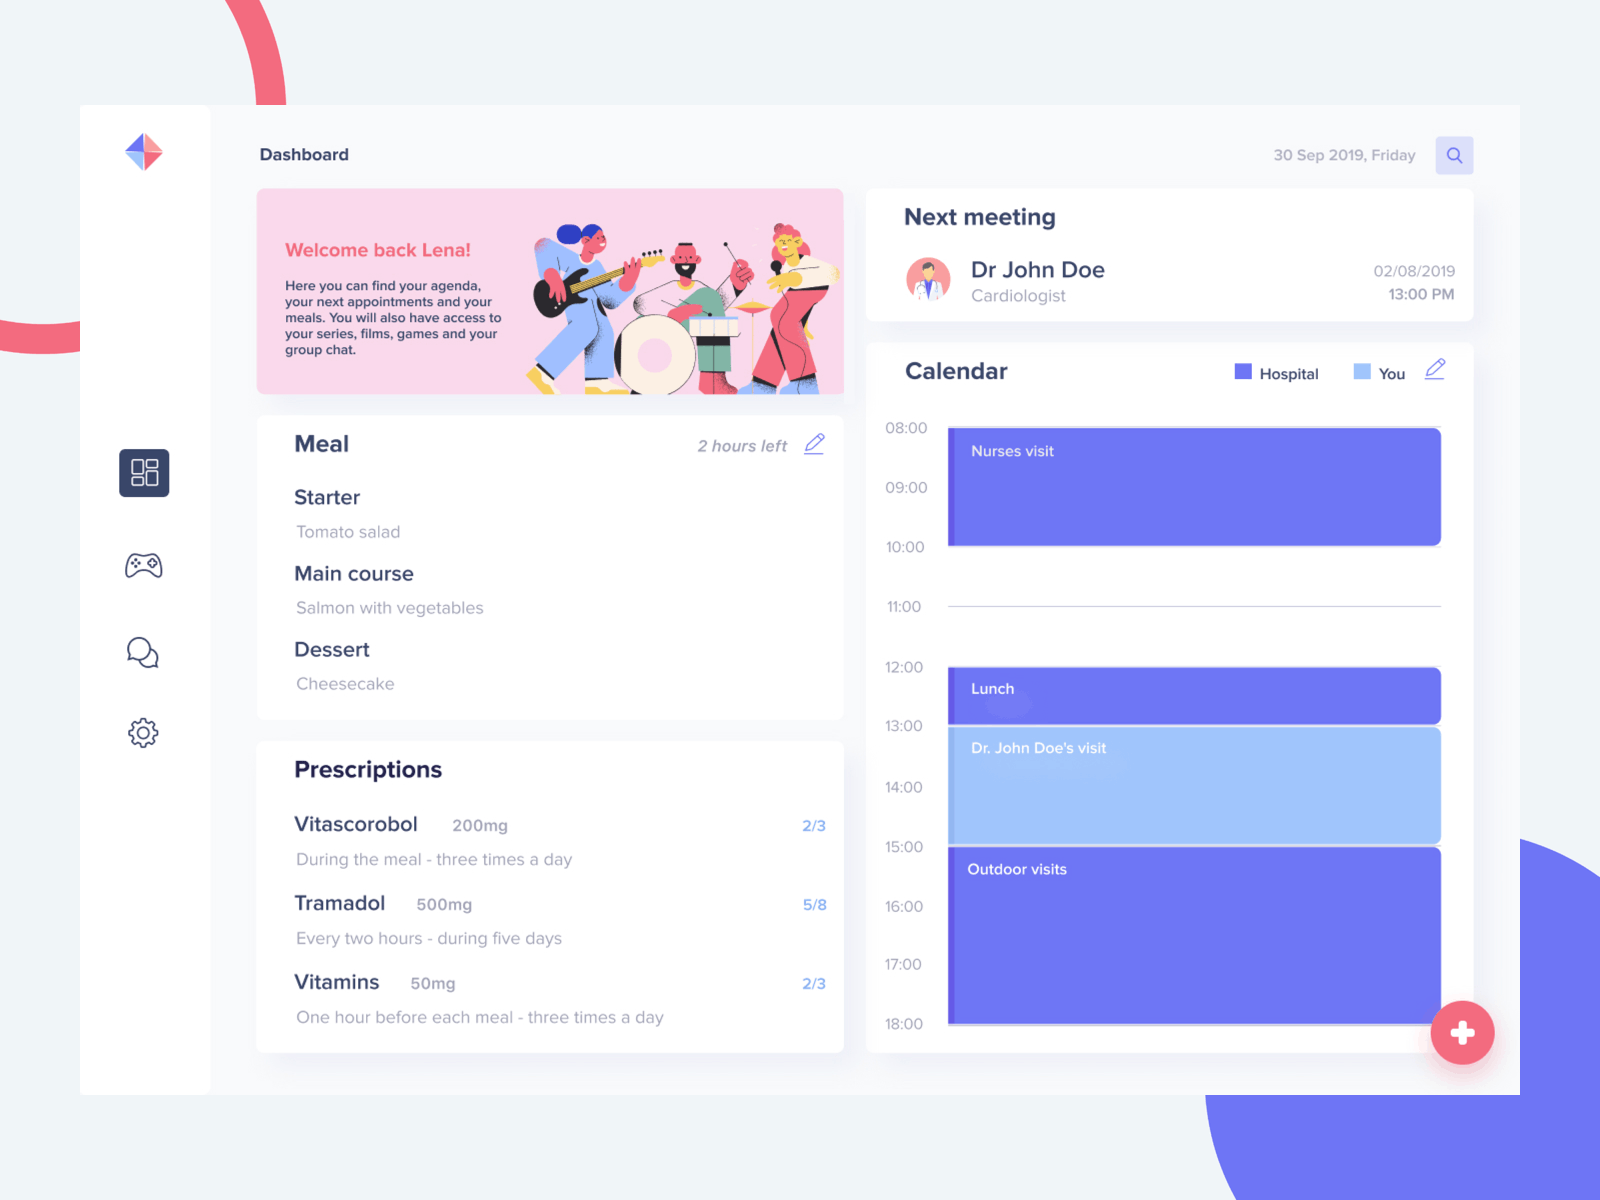 Dashboard
30 Sep 2019, Friday
Welcome back Lena!
Here you can find your agenda,
your next appointments and your
meals. You will also have access to
your series, films, games and your
group chat.
Next meeting
Dr John Doe
Cardiologist
02/08/2019
13:00 PM
Meal
2 hours left
Starter
Tomato salad
Main course
Salmon with vegetables
Dessert
Cheesecake
Prescriptions
Vitascorobol 200mg 2/3
During the meal - three times a day
Tramadol 500mg 5/8
Every two hours - during five days
Vitamins 50mg 2/3
One hour before each meal - three times a day
Calendar
Hospital
You
08:00
Nurses visit
09:00
10:00
11:00
12:00
Lunch
13:00
Dr. John Doe's visit
14:00
15:00
Outdoor visits
16:00
17:00
18:00